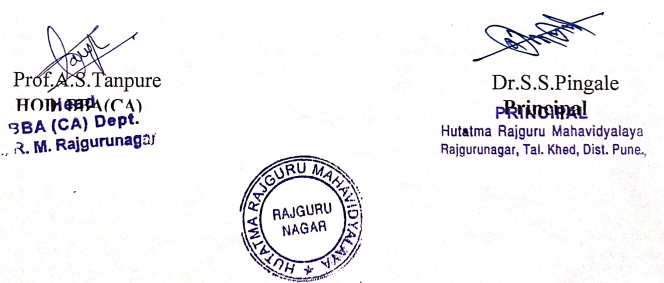 Prof.A.S.Tanpure
HOD BBA(CA)
Head
BBA (CA) Dept.
R. M. Rajgurunagar
Dr.S.S.Pingale
Principal
PRINCIPAL
Hutatma Rajguru Mahavidyalaya
Rajgurunagar, Tal. Khed, Dist. Pune.
HUTATMA RAJGURU MAHAVIDYALAYA
RAJGURU
NAGAR